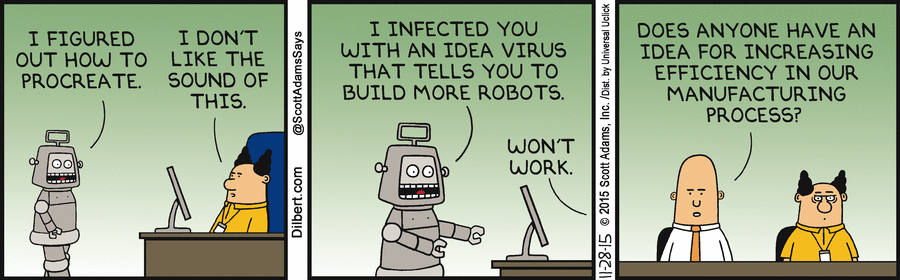 I FIGURED
OUT HOW TO
PROCREATE.
I DON'T
LIKE THE
SOUND OF
THIS.
Dilbert.com @ScottAdamsSays
I INFECTED YOU
WITH AN IDEA VIRUS
THAT TELLS YOU TO
BUILD MORE ROBOTS.
WON'T
WORK.
11-28-15 © 2015 Scott Adams, Inc. /Dist. by Universal Uclick
DOES ANYONE HAVE AN
IDEA FOR INCREASING
EFFICIENCY IN OUR
MANUFACTURING
PROCESS?